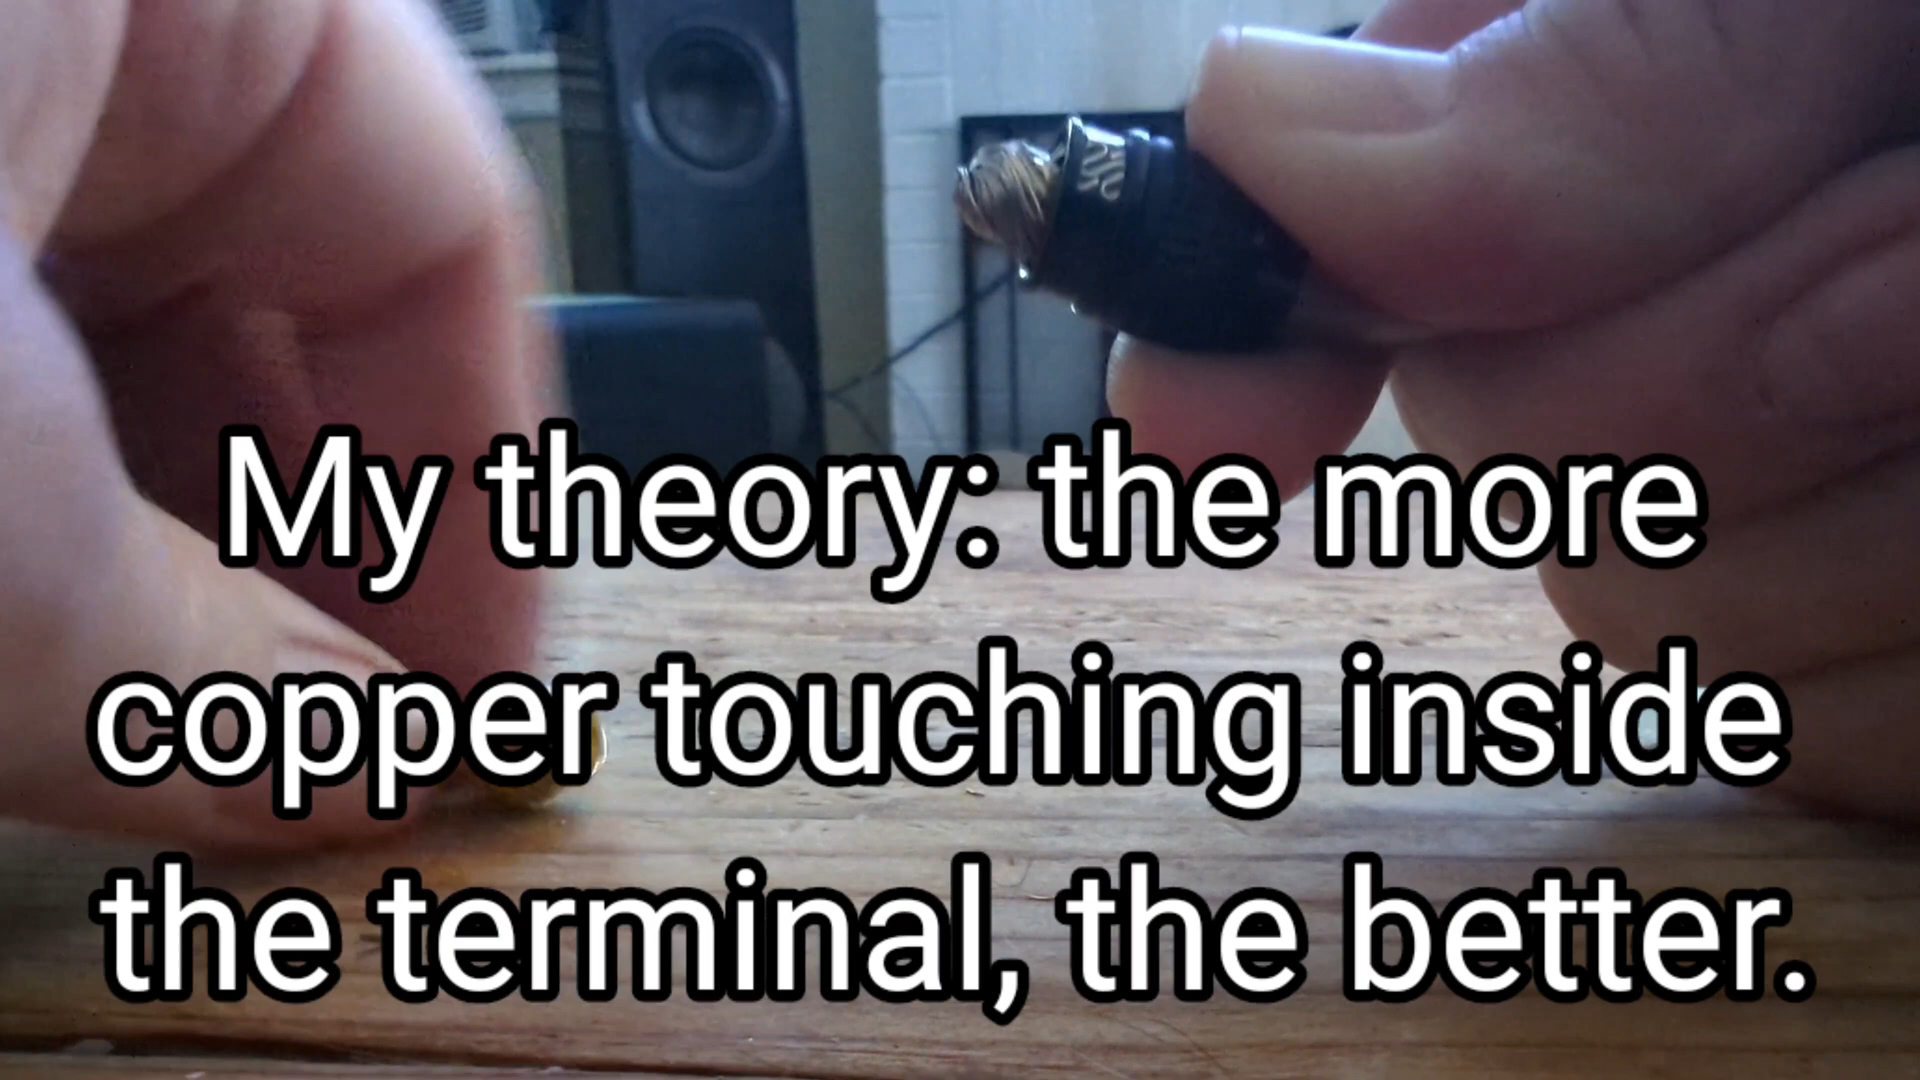 My theory: the more
copper touching inside
the terminal, the better.